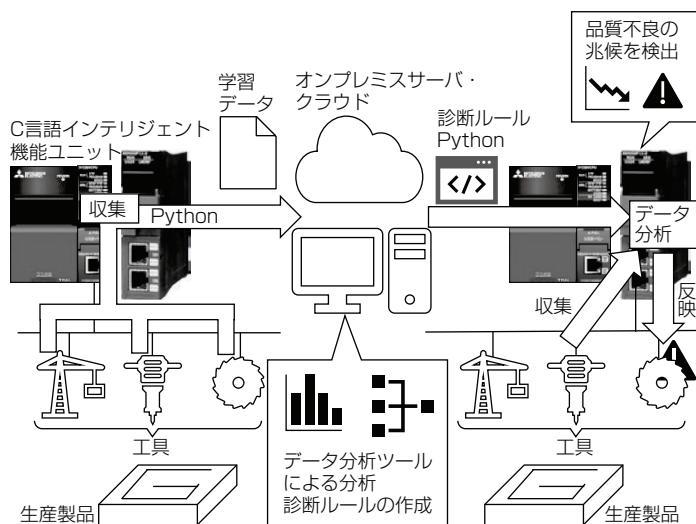 品質不良の
兆候を検出
学習
データ
オンプレミスサーバ・
クラウド
診断ルール
Python
C言語インテリジェント
機能ユニット
収集
Python
</>
データ
分析
収集
反映
工具
工具
データ分析ツール
による分析
診断ルールの作成
生産製品
生産製品